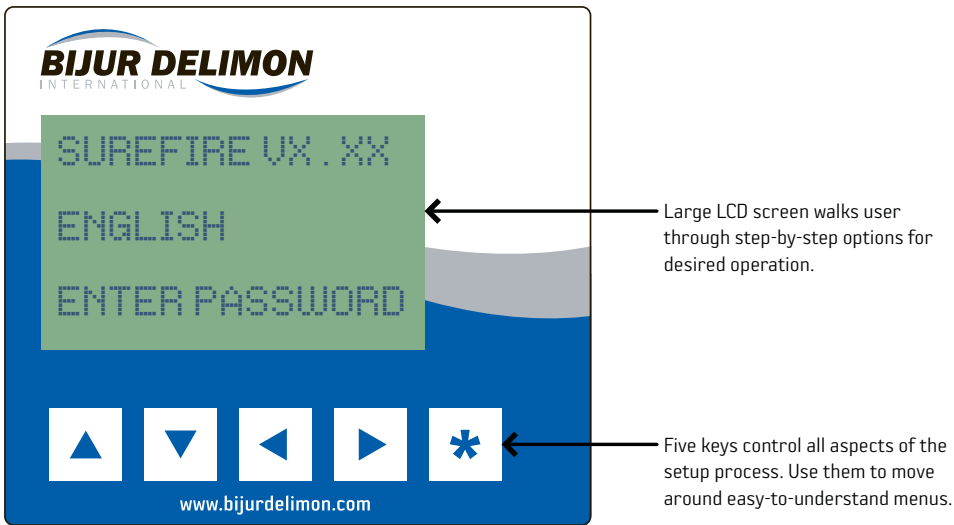 BIJUR DELIMON
INTERNATIONAL
SUREFIRE VX.XX
ENGLISH
ENTER PASSWORD
*
www.bijurdelimon.com
Large LCD screen walks user
through step-by-step options for
desired operation.
Five keys control all aspects of the
setup process. Use them to move
around easy-to-understand menus.